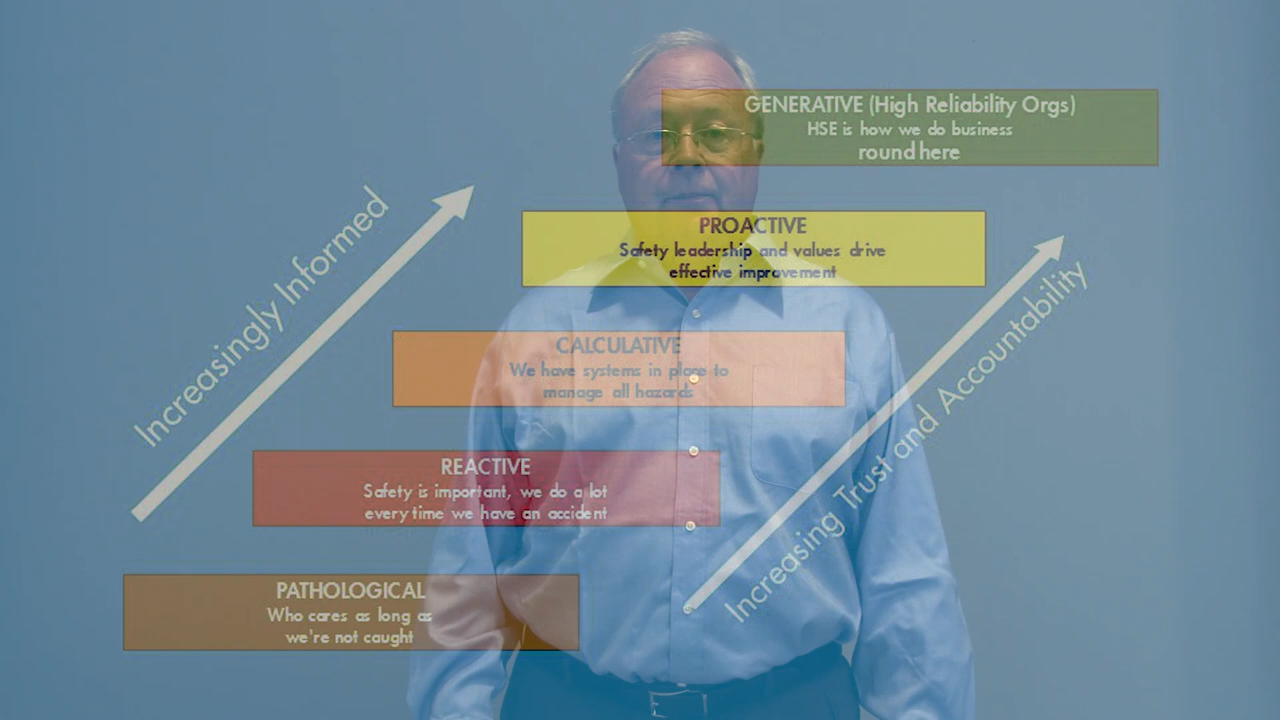 GENERATIVE (High Reliability Orgs)
HSE is how we do business
round here
PROACTIVE
Safety leadership and values drive
effective improvement
CALCULATIVE
We have systems in place to
manage all hazards
REACTIVE
Safety is important, we do a lot
every time we have an accident
PATHOLOGICAL
Who cares as long as
we're not caught
Increasingly Informed
Increasing Trust and Accountability